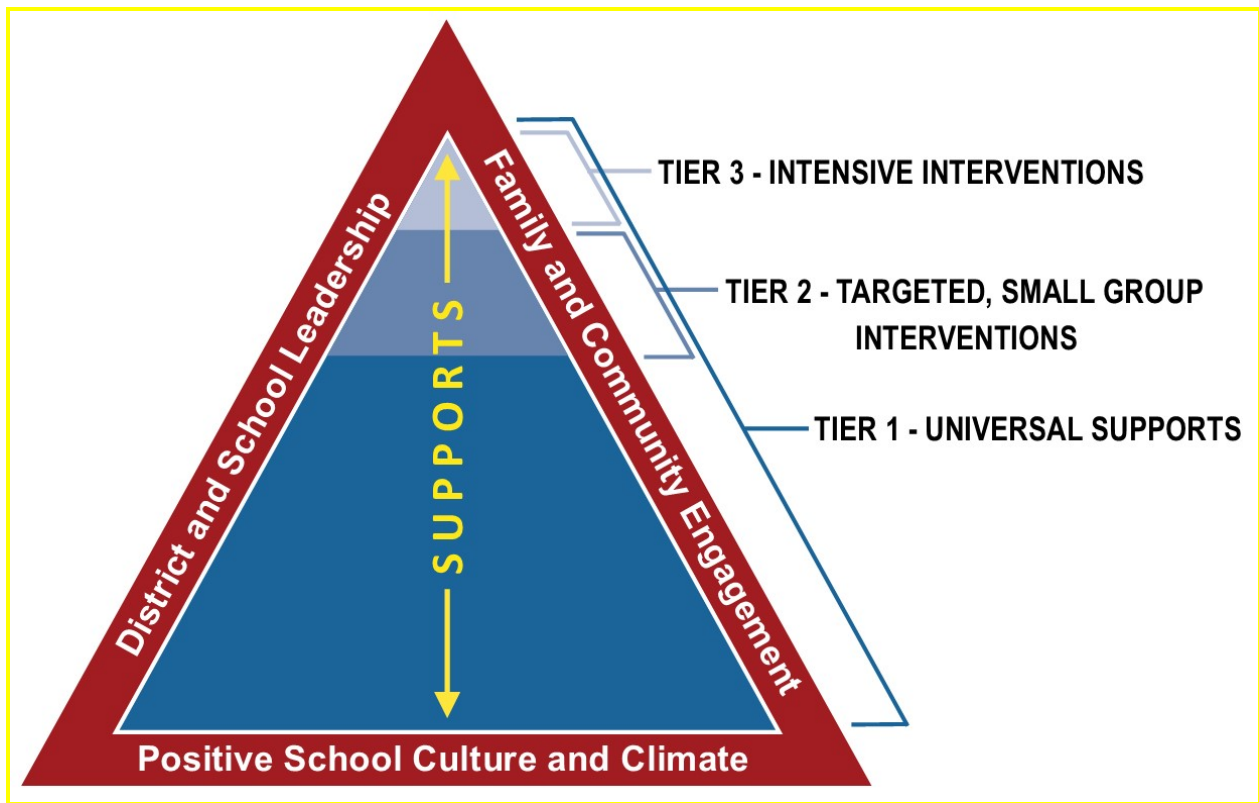 District and School Leadership
Family and Community Engagement
SUPPORTS
Positive School Culture and Climate
TIER 3 - INTENSIVE INTERVENTIONS
TIER 2 - TARGETED, SMALL GROUP
INTERVENTIONS
TIER 1 - UNIVERSAL SUPPORTS